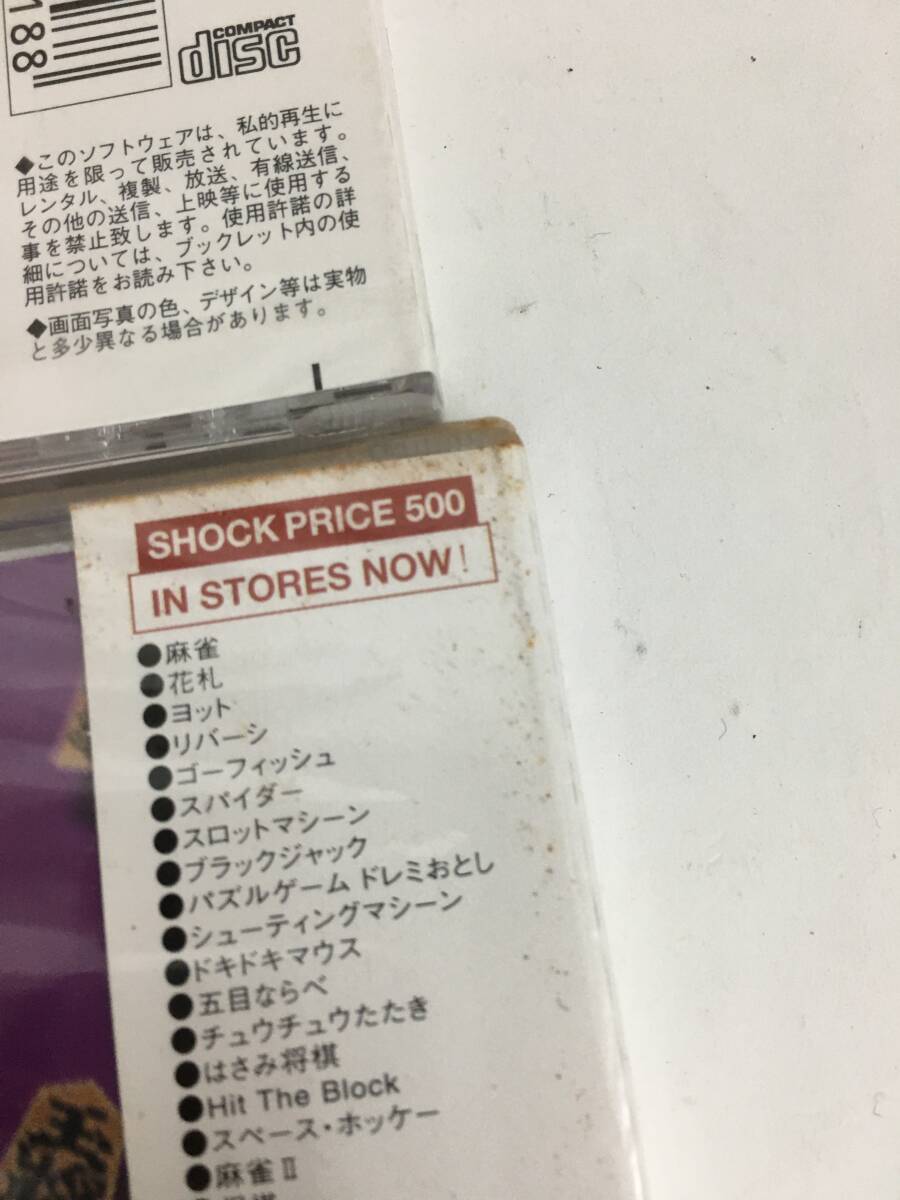 188
COMPACT
disc
◆このソフトウェアは、私的再生に
用途を限って販売されています。
レンタル、複製、放送、有線送信、
その他の送信、上映等に使用する
事を禁止致します。使用許諾の詳
細については、ブックレット内の使
用許諾をお読み下さい。
◆画面写真の色、デザイン等は実物
と多少異なる場合があります。
SHOCK PRICE 500
IN STORES NOW!
●麻雀
●花札
●ヨット
●リバーシ
●ゴーフィッシュ
●スパイダー
●スロットマシーン
●ブラックジャック
●パズルゲーム ドレミおとし
●シューティングマシーン
●ドキドキマウス
●五目ならべ
●チュウチュウたたき
●はさみ将棋
●Hit The Block
●スペース・ホッケー
●麻雀Ⅱ